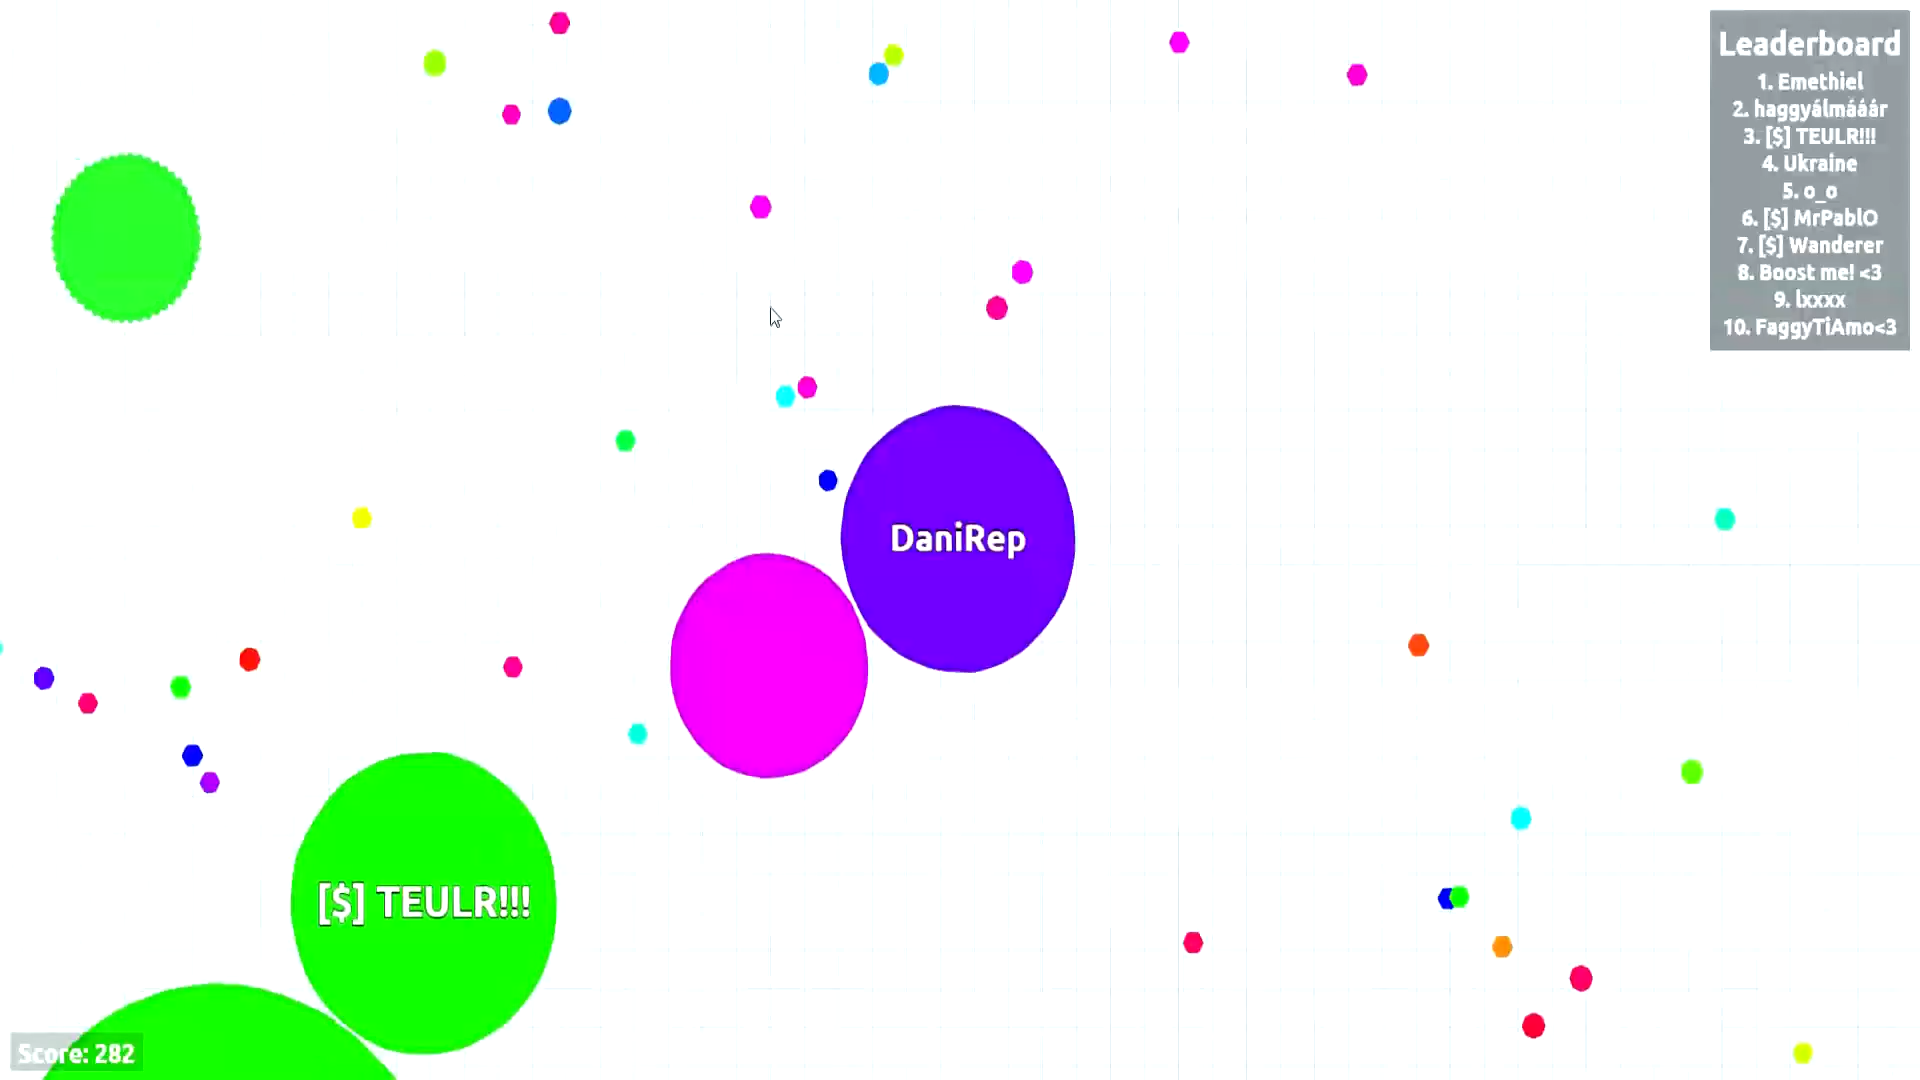 Leaderboard
1. Emethiel
2. haggyálmááár
3. [$] TEULR!!!
4. Ukraine
5. o_o
6. [$] MrPablO
7. [$] Wanderer
8. Boost me! <3
9. lxxxx
10. FaggyTiAmo<3
DaniRep
[$] TEULR!!!
Score: 282